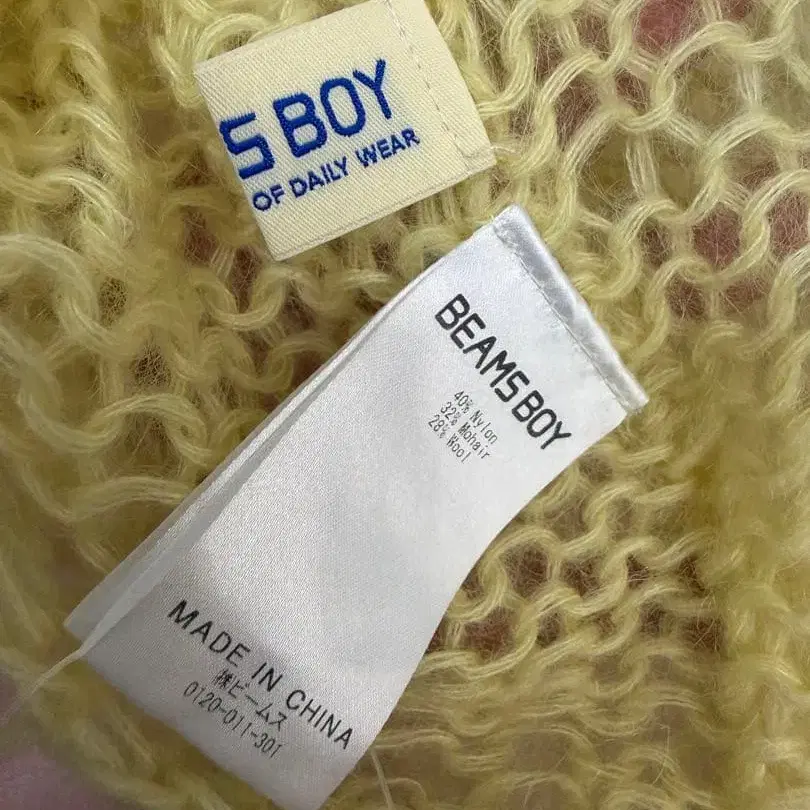 S BOY
OF DAILY WEAR
BEAMS BOY
40% Nylon
32% Mohair
28% Wool
MADE IN CHINA
㈱ビームス
0120-011-301